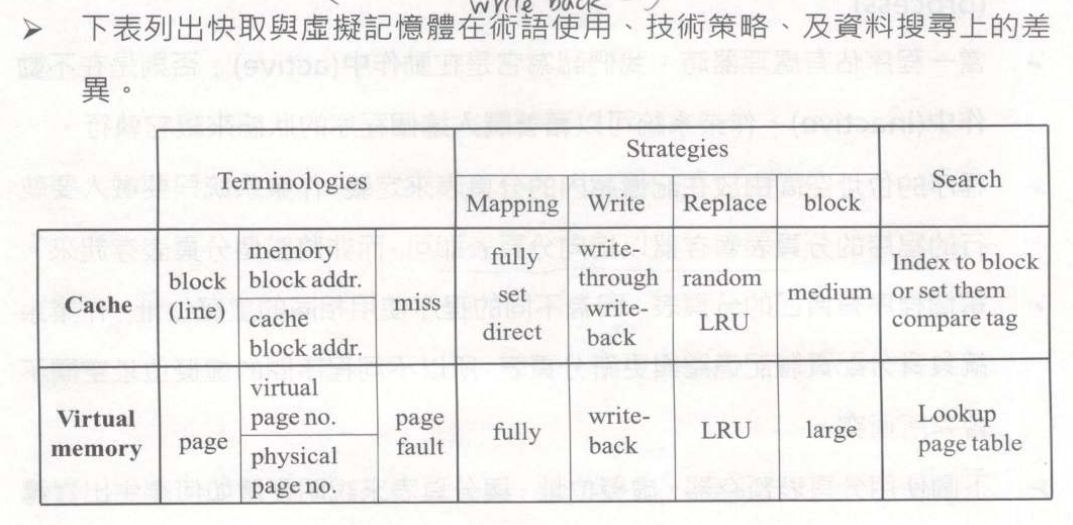 write back
➤ 下表列出快取與虛擬記憶體在術語使用、技術策略、及資料搜尋上的差
異。
Terminologies
Strategies
Search
Mapping Write Replace block
Cache
block
(line)
memory
block addr.
cache
block addr.
miss
fully
set
direct
write-
through
write-
back
random
LRU
medium
Index to block
or set them
compare tag
Virtual
memory
page
virtual
page no.
physical
page no.
page
fault
fully
write-
back
LRU
large
Lookup
page table